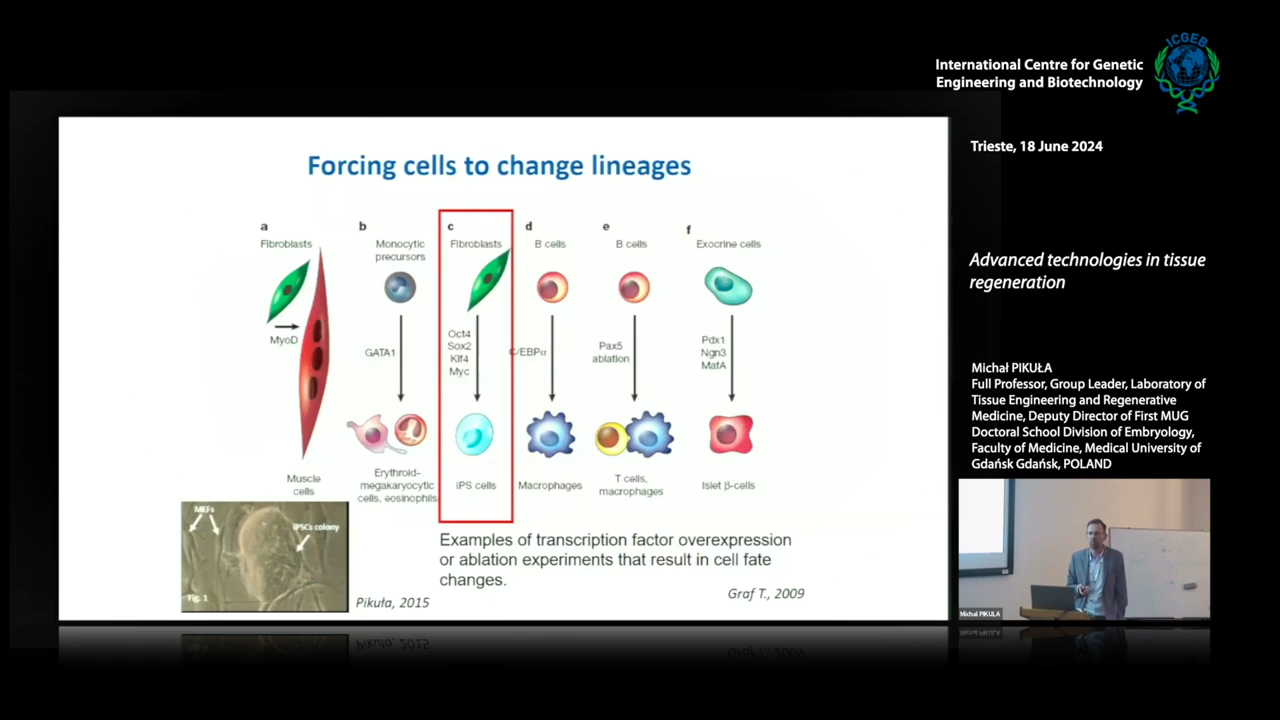 ICGEB
International Centre for Genetic
Engineering and Biotechnology
Trieste, 18 June 2024
Advanced technologies in tissue
regeneration
Michał PIKUŁA
Full Professor, Group Leader, Laboratory of
Tissue Engineering and Regenerative
Medicine, Deputy Director of First MUG
Doctoral School Division of Embryology,
Faculty of Medicine, Medical University of
Gdańsk Gdańsk, POLAND
Michał PIKUŁA
Forcing cells to change lineages
a
Fibroblasts
MyoD
Muscle
cells
b
Monocytic
precursors
GATA1
Erythroid-
megakaryocytic
cells, eosinophils
c
Fibroblasts
Oct4
Sox2
Klf4
Myc
iPS cells
d
B cells
C/EBPα
Macrophages
e
B cells
Pax5
ablation
T cells,
macrophages
f
Exocrine cells
Pdx1
Ngn3
MafA
Islet β-cells
MEFs
iPSCs colony
Fig. 1
Pikuła, 2015
Examples of transcription factor overexpression
or ablation experiments that result in cell fate
changes.
Graf T., 2009